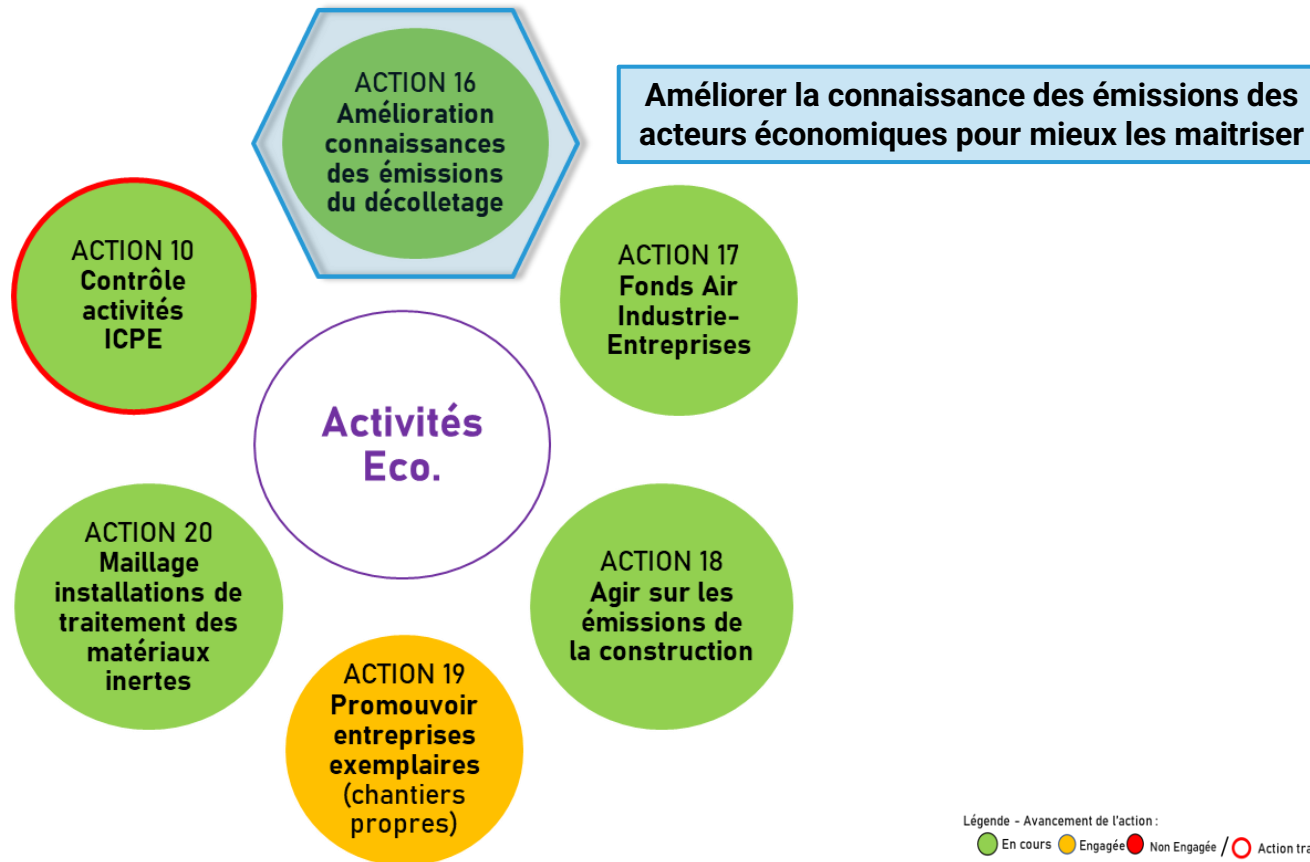 ACTION 16
Amélioration
connaissances
des émissions
du décolletage
Améliorer la connaissance des émissions des
acteurs économiques pour mieux les maitriser
ACTION 10
Contrôle
activités
ICPE
ACTION 17
Fonds Air
Industrie-
Entreprises
Activités
Eco.
ACTION 20
Maillage
installations de
traitement des
matériaux
inertes
ACTION 18
Agir sur les
émissions de
la construction
ACTION 19
Promouvoir
entreprises
exemplaires
(chantiers
propres)
Légende - Avancement de l'action :
En cours Engagée Non Engagée / Action